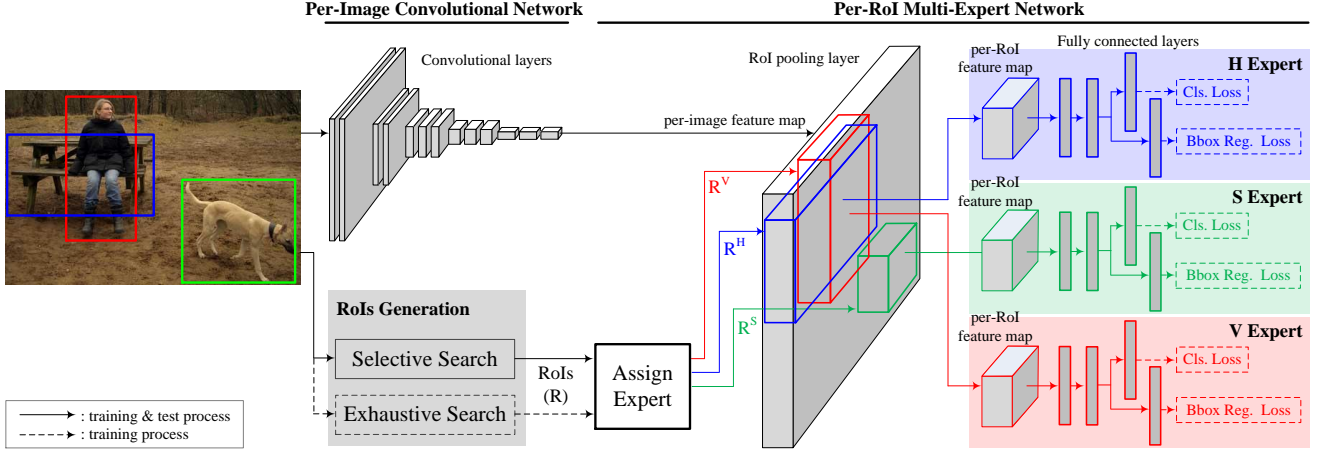 Per-Image Convolutional Network
Per-RoI Multi-Expert Network
Convolutional layers
RoI pooling layer
per-image feature map
Fully connected layers
per-RoI
feature map
H Expert
Cls. Loss
Bbox Reg. Loss
per-RoI
feature map
S Expert
Cls. Loss
Bbox Reg. Loss
per-RoI
feature map
V Expert
Cls. Loss
Bbox Reg. Loss
R^V
R^H
R^S
RoIs Generation
Selective Search
Exhaustive Search
RoIs
(R)
Assign
Expert
: training & test process
: training process